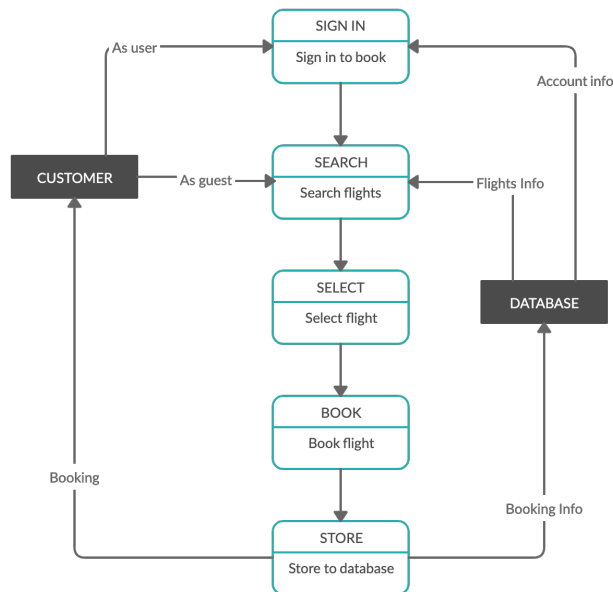 SIGN IN
Sign in to book
As user
Account info
SEARCH
Search flights
CUSTOMER
As guest
Flights Info
SELECT
Select flight
DATABASE
BOOK
Book flight
Booking
Booking Info
STORE
Store to database